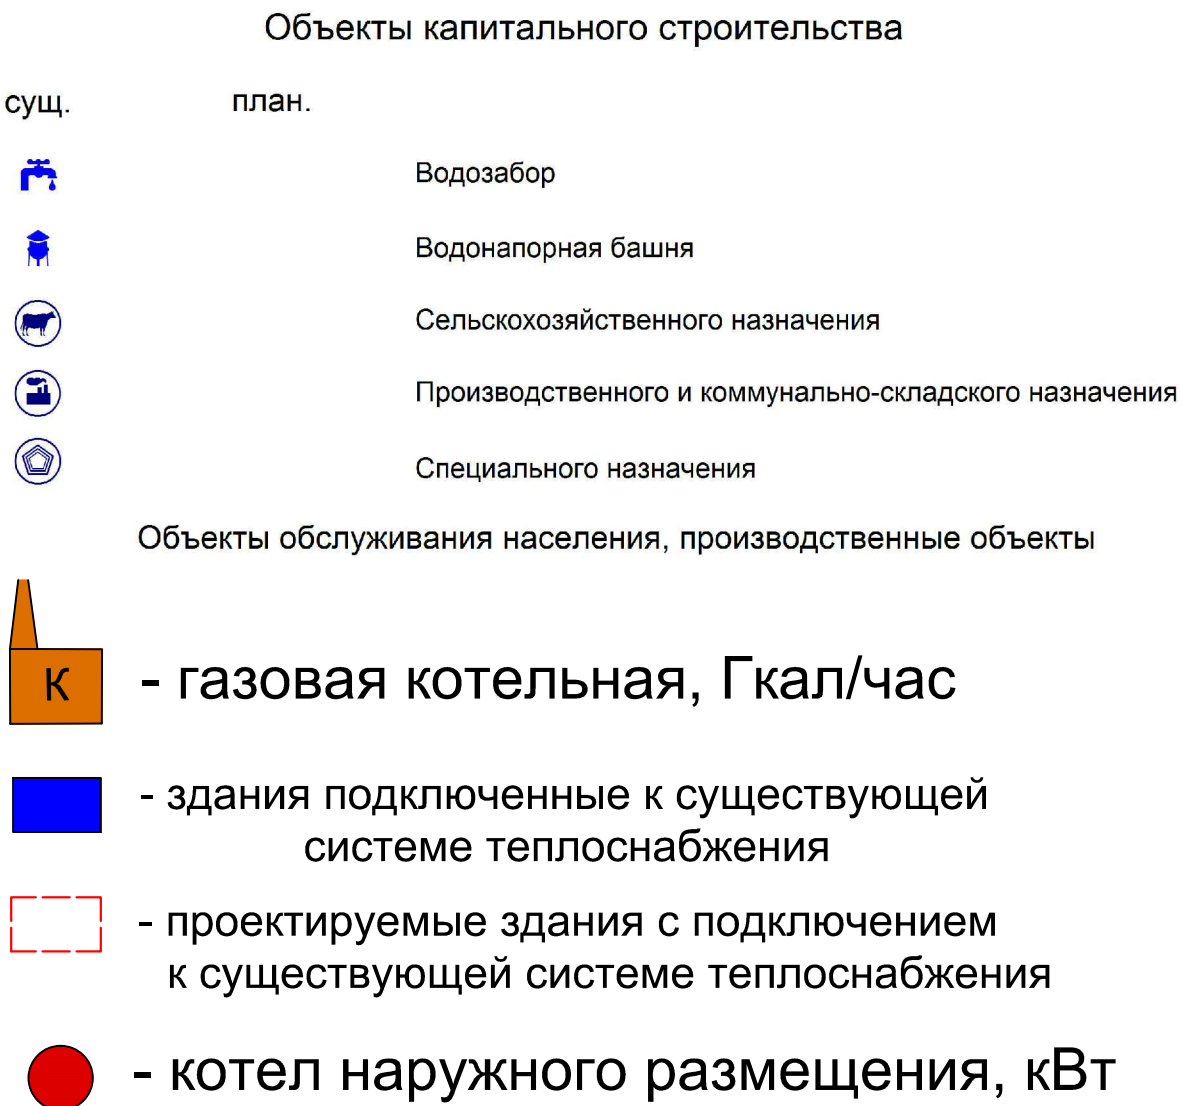 Объекты капитального строительства
сущ. план.
Водозабор
Водонапорная башня
Сельскохозяйственного назначения
Производственного и коммунально-складского назначения
Специального назначения
Объекты обслуживания населения, производственные объекты
К - газовая котельная, Гкал/час
- здания подключенные к существующей
системе теплоснабжения
- проектируемые здания с подключением
к существующей системе теплоснабжения
- котел наружного размещения, кВт